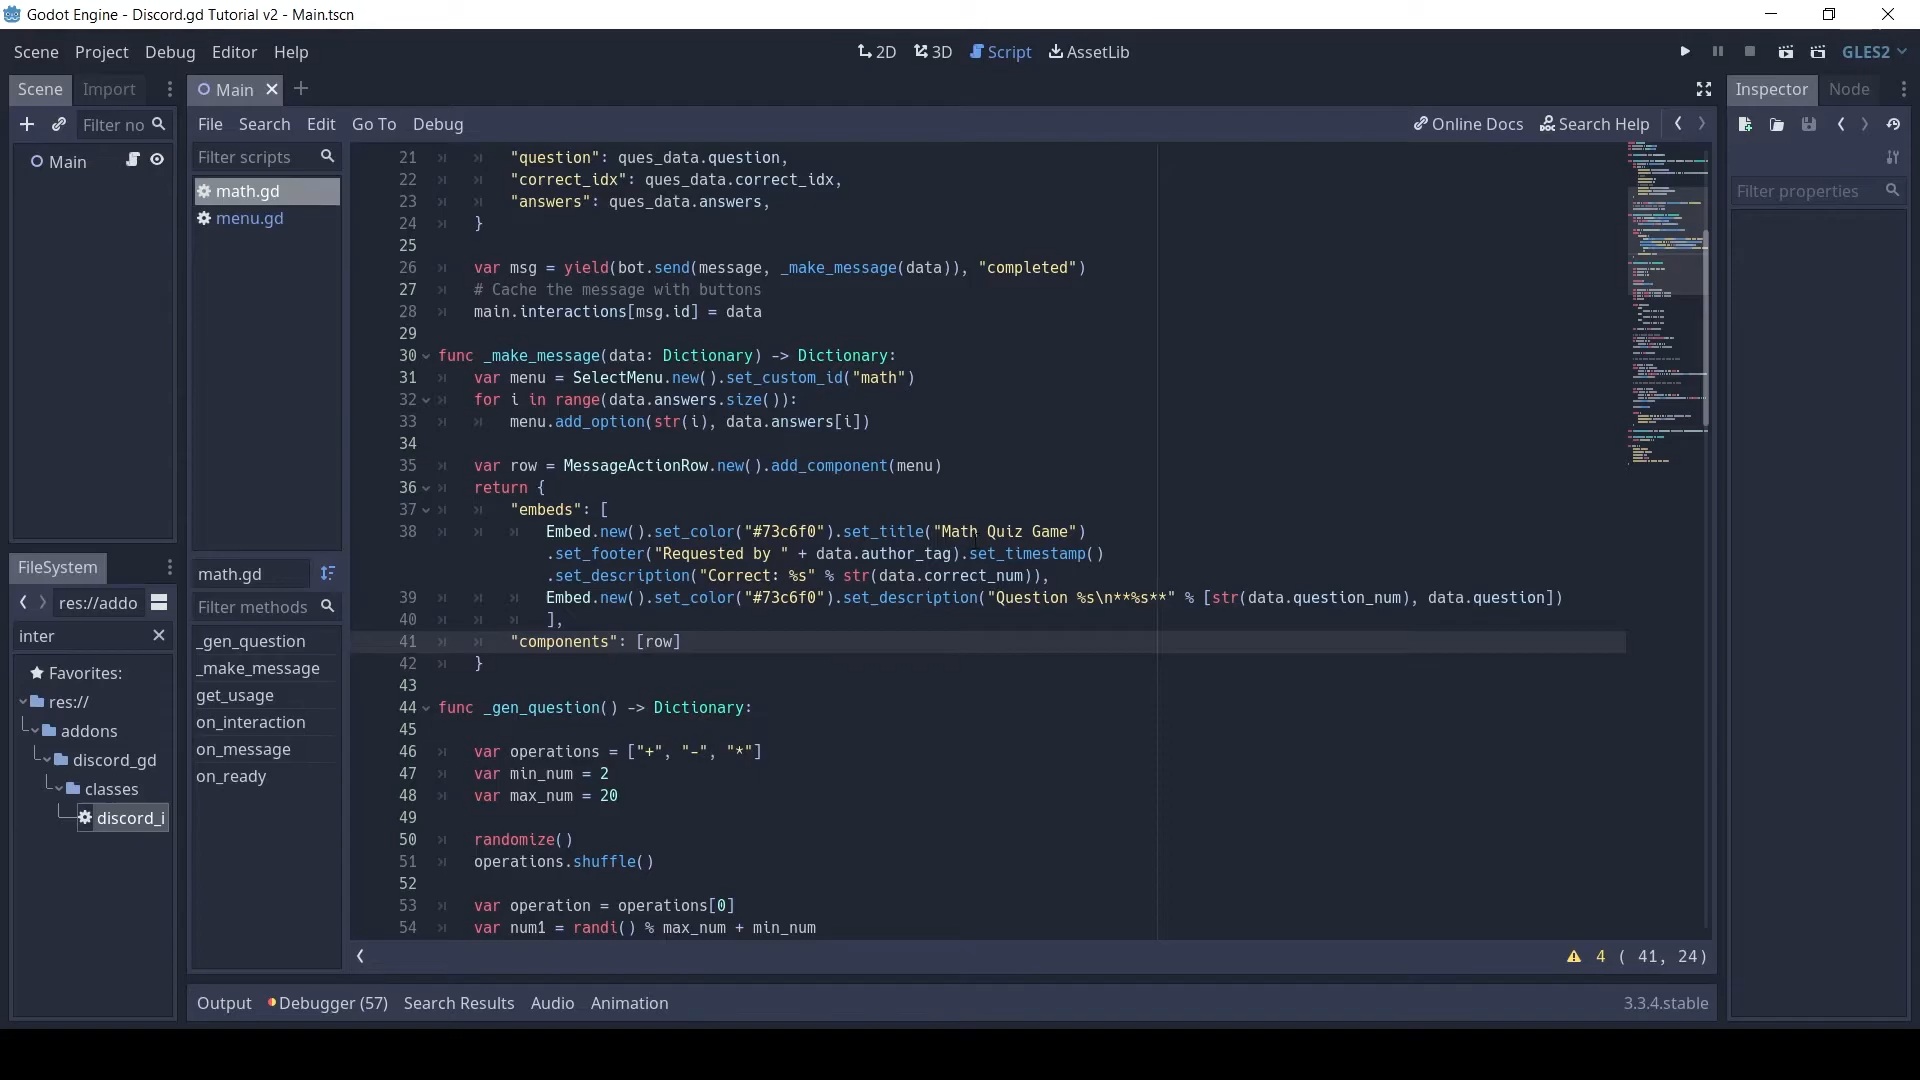 Godot Engine - Discord.gd Tutorial v2 - Main.tscn
Scene Project Debug Editor Help
2D 3D Script AssetLib
GLES2
Scene Import
Filter no
Main
FileSystem
res://addo
inter
Favorites:
res://
addons
discord_gd
classes
discord_i
Main
File Search Edit Go To Debug
Online Docs Search Help
Filter scripts
math.gd
menu.gd
math.gd
Filter methods
_gen_question
_make_message
get_usage
on_interaction
on_message
on_ready
21 "question": ques_data.question,
22 "correct_idx": ques_data.correct_idx,
23 "answers": ques_data.answers,
24 }
25
26 var msg = yield(bot.send(message, _make_message(data)), "completed")
27 # Cache the message with buttons
28 main.interactions[msg.id] = data
29
30 func _make_message(data: Dictionary) -> Dictionary:
31 var menu = SelectMenu.new().set_custom_id("math")
32 for i in range(data.answers.size()):
33 menu.add_option(str(i), data.answers[i])
34
35 var row = MessageActionRow.new().add_component(menu)
36 return {
37 "embeds": [
38 Embed.new().set_color("#73c6f0").set_title("Math Quiz Game")
.set_footer("Requested by " + data.author_tag).set_timestamp()
.set_description("Correct: %s" % str(data.correct_num)),
39 Embed.new().set_color("#73c6f0").set_description("Question %s\n**%s**" % [str(data.question_num), data.question])
40 ],
41 "components": [row]
42 }
43
44 func _gen_question() -> Dictionary:
45
46 var operations = ["+", "-", "*"]
47 var min_num = 2
48 var max_num = 20
49
50 randomize()
51 operations.shuffle()
52
53 var operation = operations[0]
54 var num1 = randi() % max_num + min_num
4 ( 41, 24)
Output Debugger (57) Search Results Audio Animation
3.3.4.stable
Inspector Node
Filter properties